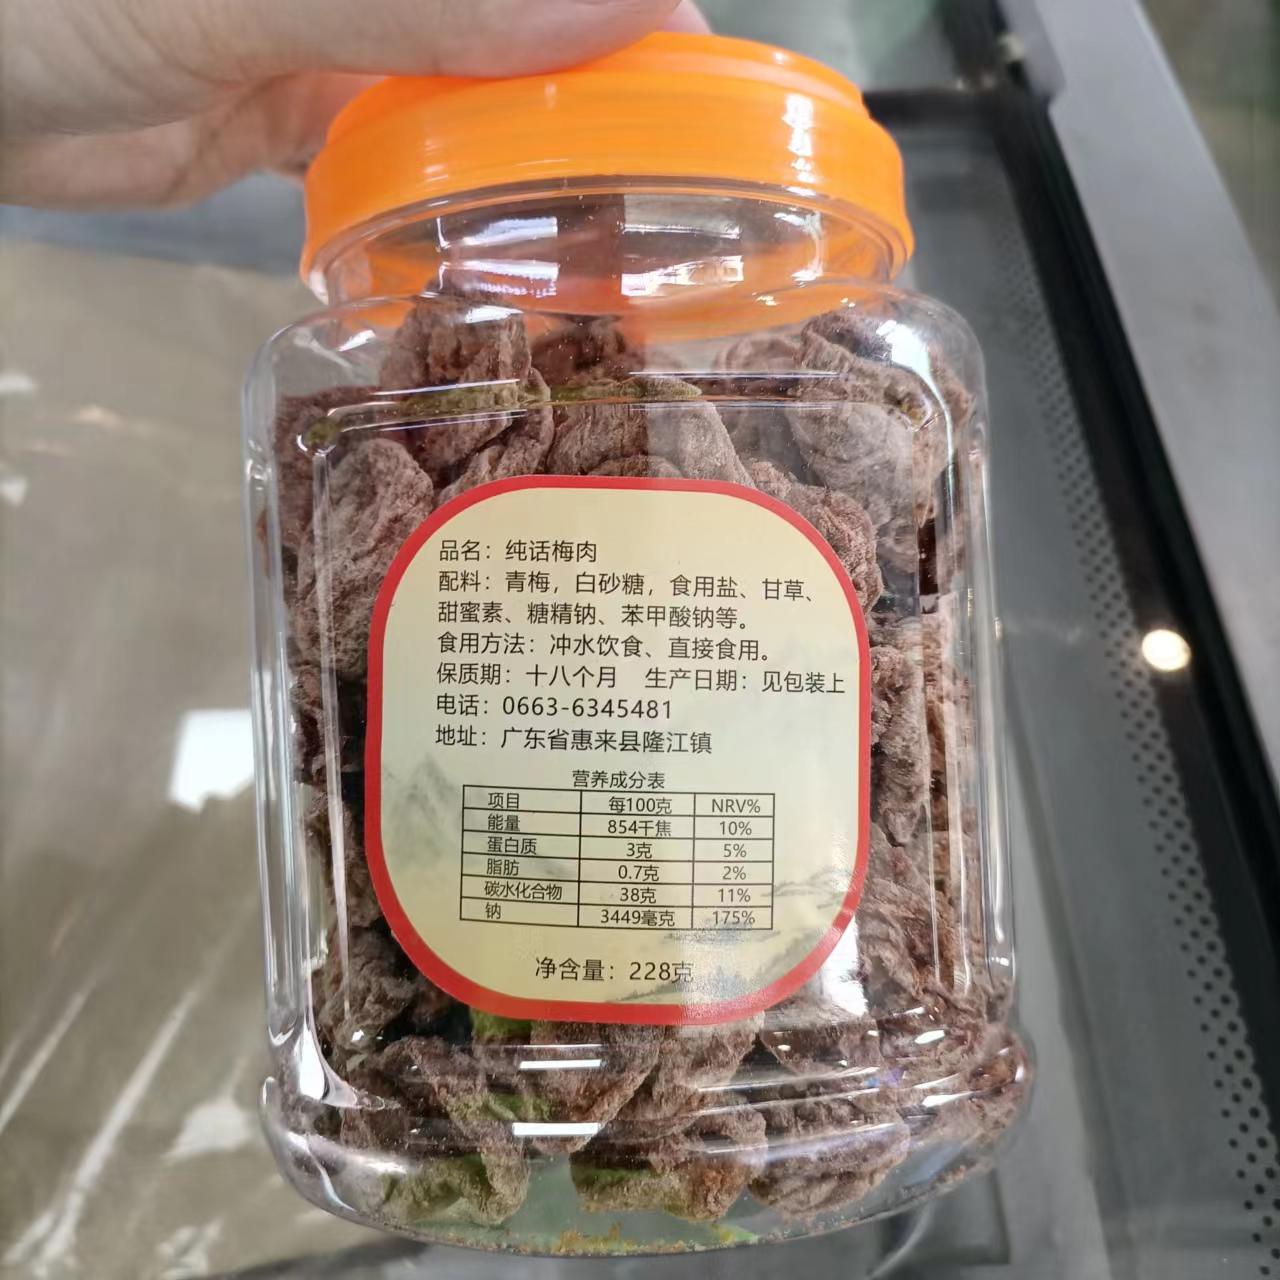 品名：纯话梅肉
配料：青梅，白砂糖，食用盐、甘草、
甜蜜素、糖精钠、苯甲酸钠等。
食用方法：冲水饮食、直接食用。
保质期：十八个月 生产日期：见包装上
电话：0663-6345481
地址：广东省惠来县隆江镇
营养成分表
项目 每100克 NRV%
能量 854千焦 10%
蛋白质 3克 5%
脂肪 0.7克 2%
碳水化合物 38克 11%
钠 3449毫克 175%
净含量：228克